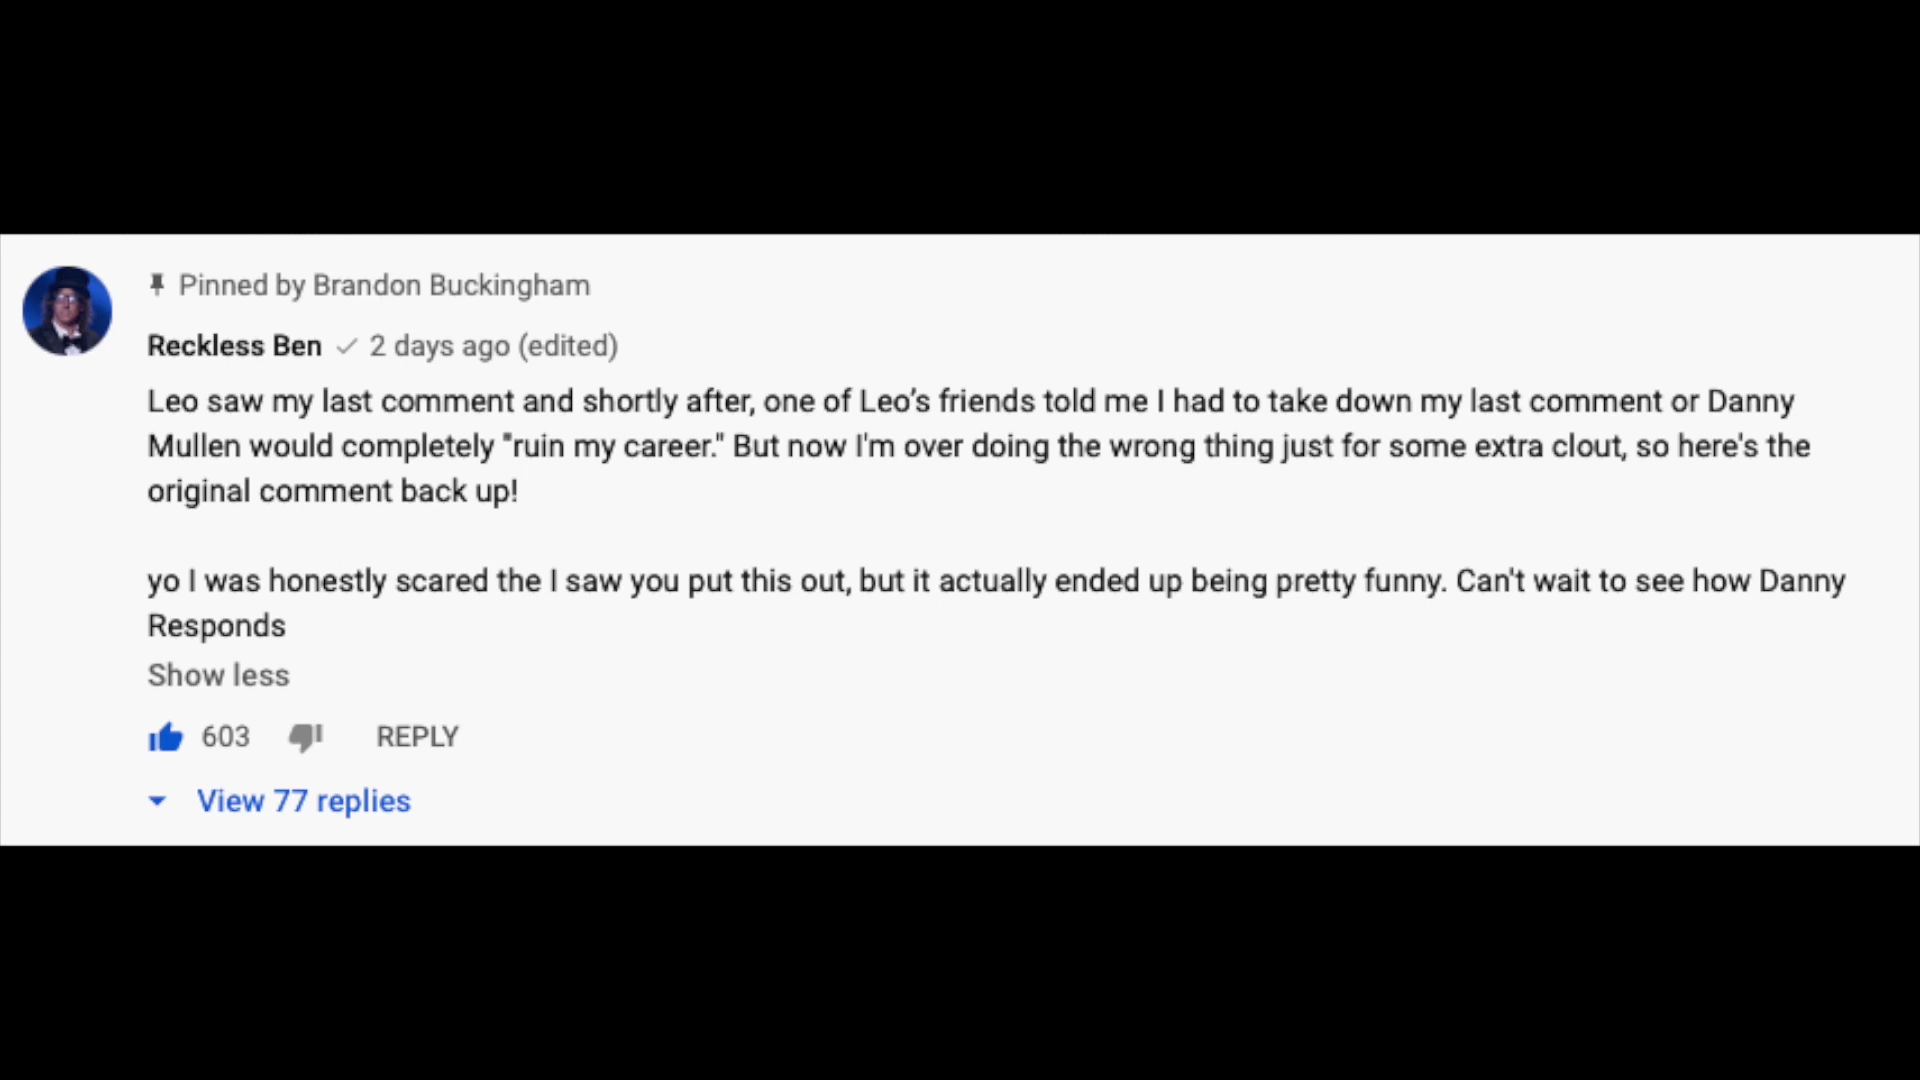 Pinned by Brandon Buckingham
Reckless Ben 2 days ago (edited)
Leo saw my last comment and shortly after, one of Leo’s friends told me I had to take down my last comment or Danny
Mullen would completely "ruin my career." But now I'm over doing the wrong thing just for some extra clout, so here's the
original comment back up!
yo I was honestly scared the I saw you put this out, but it actually ended up being pretty funny. Can't wait to see how Danny
Responds
Show less
603 REPLY
View 77 replies